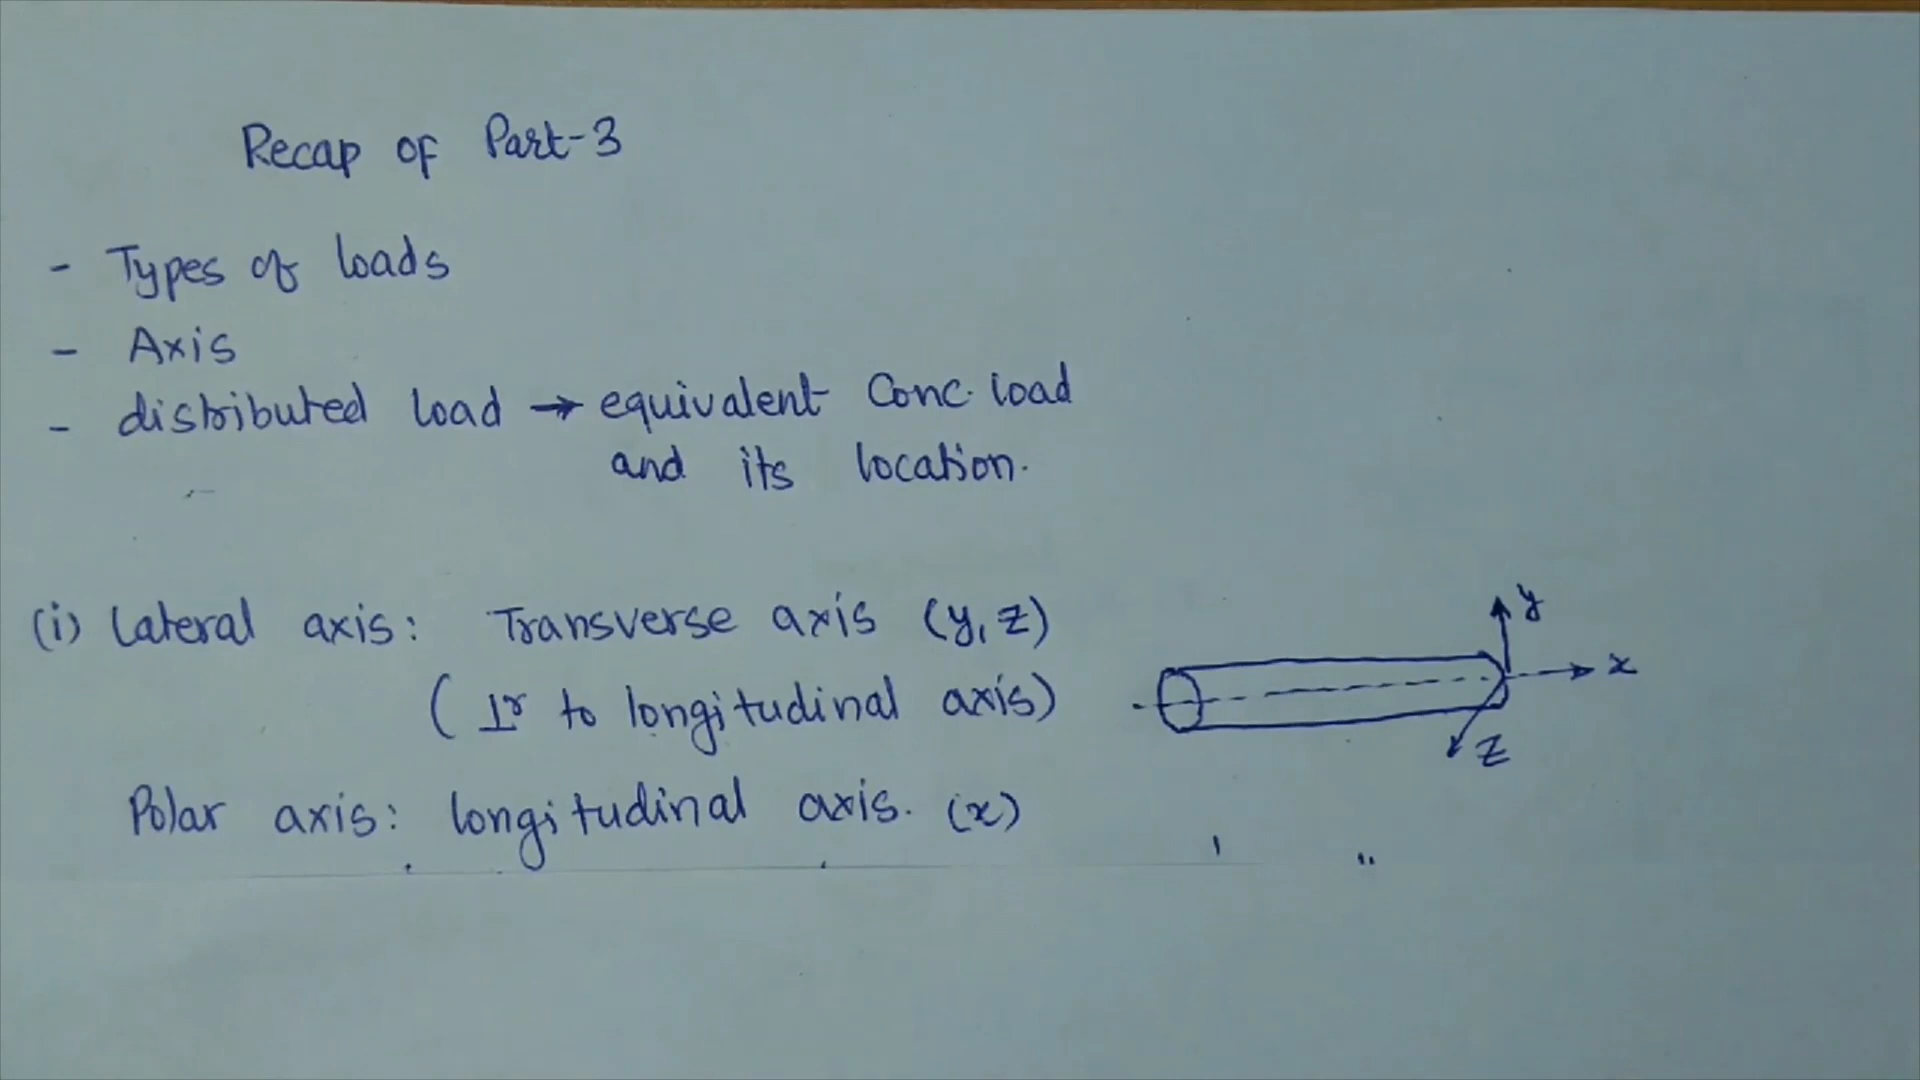 Recap of Part-3
- Types of loads
- Axis
- distributed load → equivalent Conc. load
and its location.
(i) Lateral axis: Transverse axis (y, z)
(⊥r to longitudinal axis)
Polar axis: longitudinal axis. (x)
y
x
z